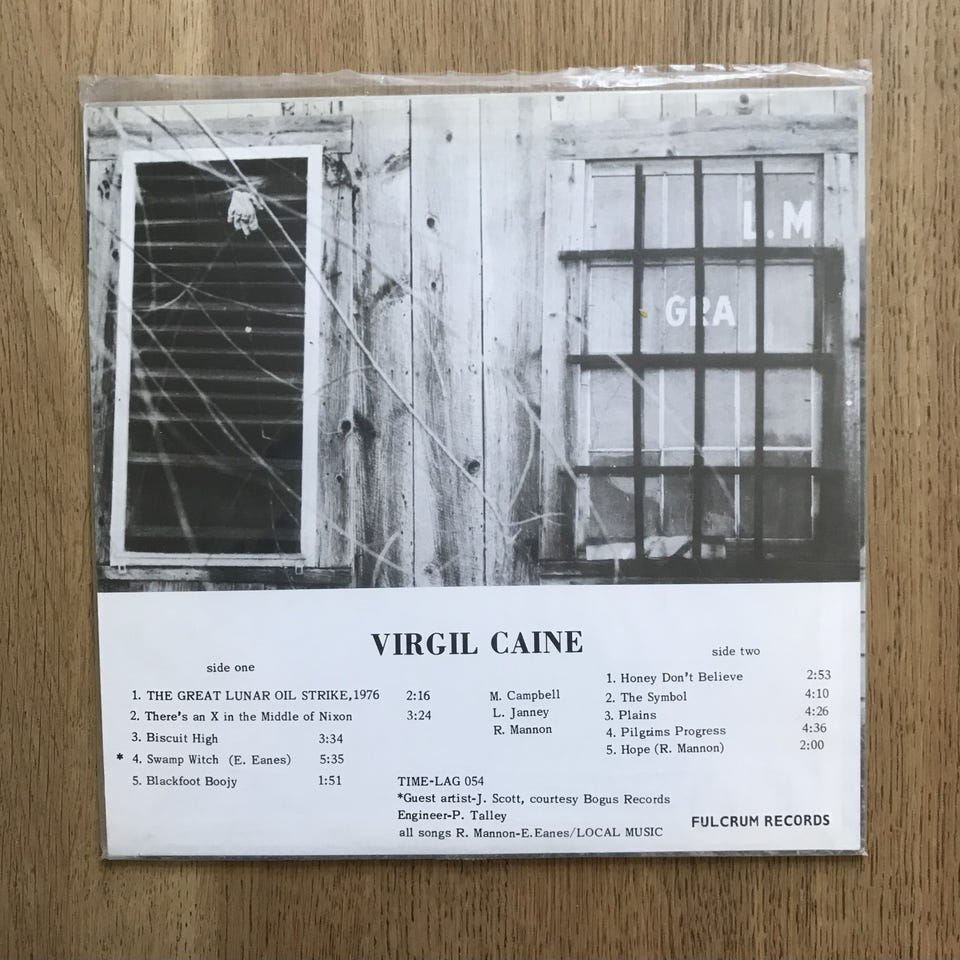 L.M
GRA
VIRGIL CAINE
side one
1. THE GREAT LUNAR OIL STRIKE,1976 2:16
2. There's an X in the Middle of Nixon 3:24
3. Biscuit High 3:34
* 4. Swamp Witch (E. Eanes) 5:35
5. Blackfoot Boojy 1:51
M. Campbell
L. Janney
R. Mannon
side two
1. Honey Don't Believe 2:53
2. The Symbol 4:10
3. Plains 4:26
4. Pilgrims Progress 4:36
5. Hope (R. Mannon) 2:00
TIME-LAG 054
*Guest artist-J. Scott, courtesy Bogus Records
Engineer-P. Talley
all songs R. Mannon-E.Eanes/LOCAL MUSIC
FULCRUM RECORDS